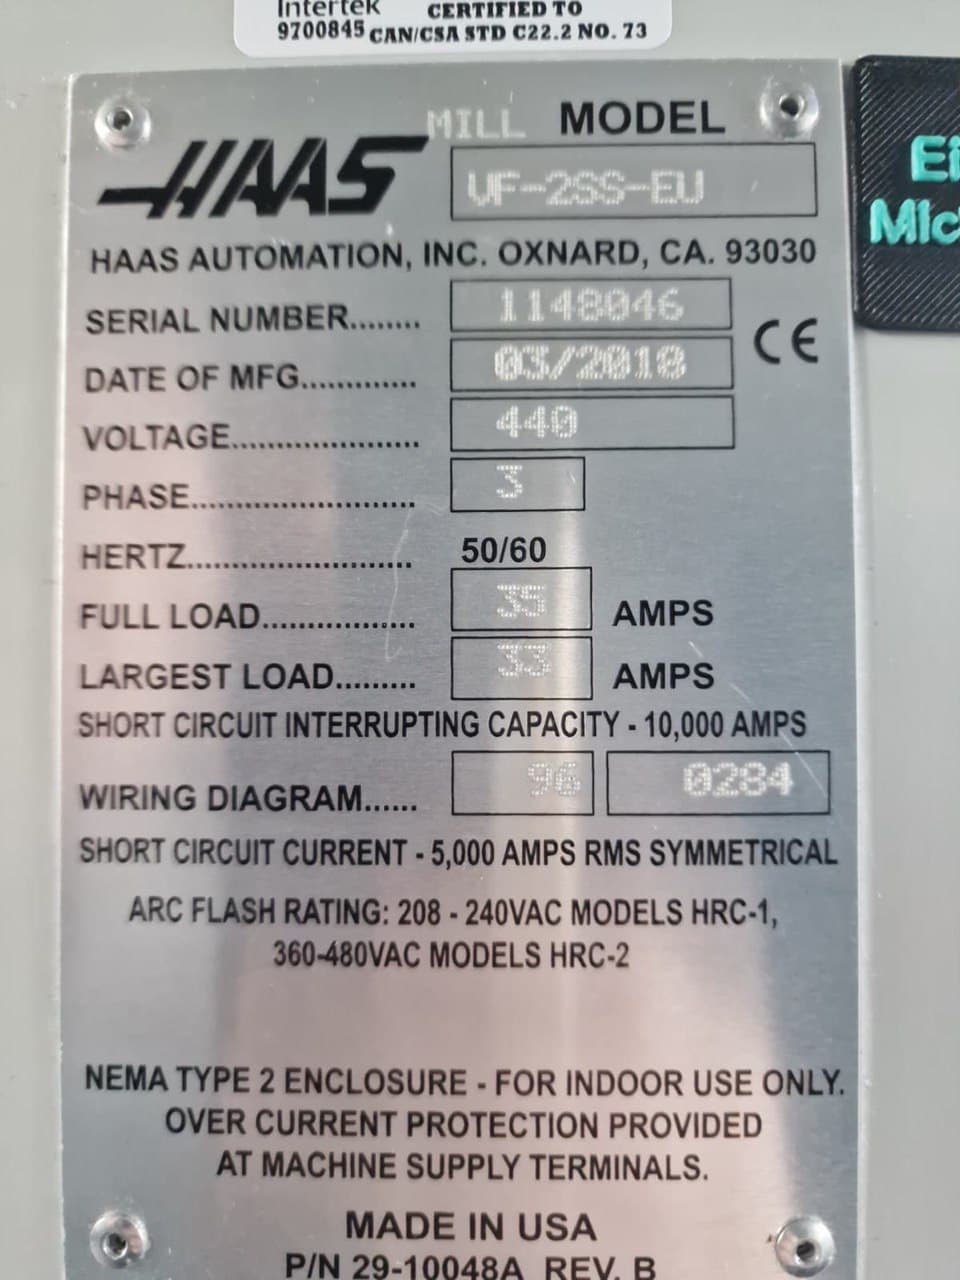 Intertek
9700845
CERTIFIED TO
CAN/CSA STD C22.2 NO. 73
MILL MODEL
HAAS
VF-2SS-EU
HAAS AUTOMATION, INC. OXNARD, CA. 93030
SERIAL NUMBER........ 1148046
DATE OF MFG............. 03/2018
CE
VOLTAGE..................... 440
PHASE......................... 3
HERTZ......................... 50/60
FULL LOAD................. 35 AMPS
LARGEST LOAD......... 33 AMPS
SHORT CIRCUIT INTERRUPTING CAPACITY - 10,000 AMPS
WIRING DIAGRAM...... 96 0284
SHORT CIRCUIT CURRENT - 5,000 AMPS RMS SYMMETRICAL
ARC FLASH RATING: 208 - 240VAC MODELS HRC-1,
360-480VAC MODELS HRC-2
NEMA TYPE 2 ENCLOSURE - FOR INDOOR USE ONLY.
OVER CURRENT PROTECTION PROVIDED
AT MACHINE SUPPLY TERMINALS.
MADE IN USA
P/N 29-10048A REV. B